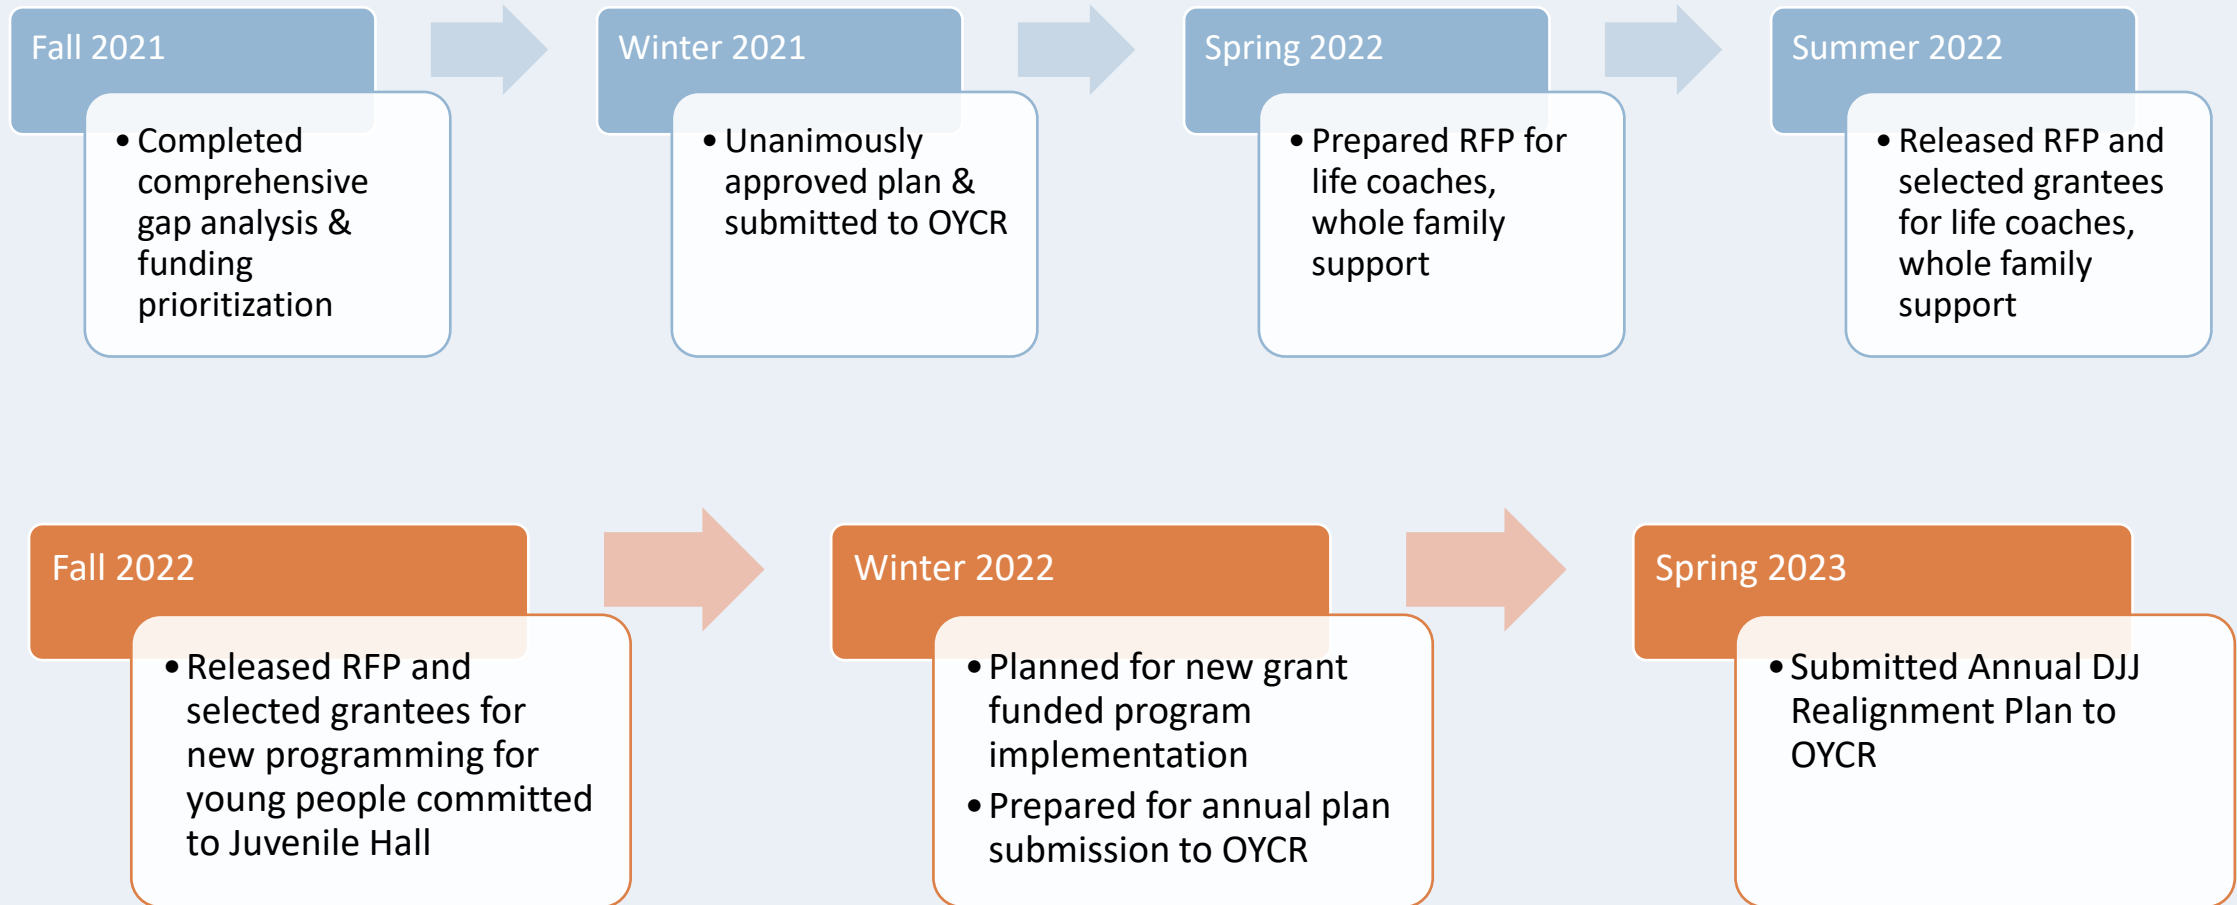 Fall 2021
• Completed
comprehensive
gap analysis &
funding
prioritization
Winter 2021
• Unanimously
approved plan &
submitted to OYCR
Spring 2022
• Prepared RFP for
life coaches,
whole family
support
Summer 2022
• Released RFP and
selected grantees
for life coaches,
whole family
support
Fall 2022
• Released RFP and
selected grantees for
new programming for
young people committed
to Juvenile Hall
Winter 2022
• Planned for new grant
funded program
implementation
• Prepared for annual plan
submission to OYCR
Spring 2023
• Submitted Annual DJJ
Realignment Plan to
OYCR